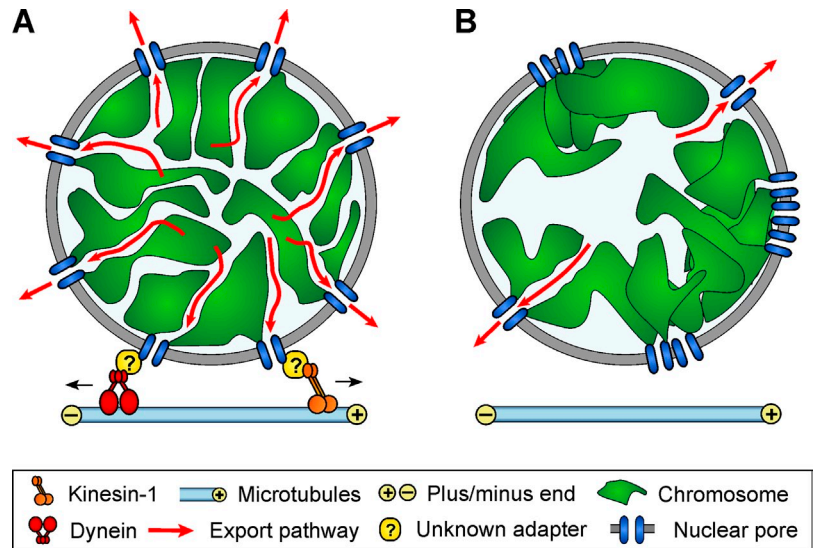 A
B
?
?
−
+
−
+
Kinesin-1
+
Microtubules
+ −
Plus/minus end
Chromosome
Dynein
Export pathway
?
Unknown adapter
Nuclear pore